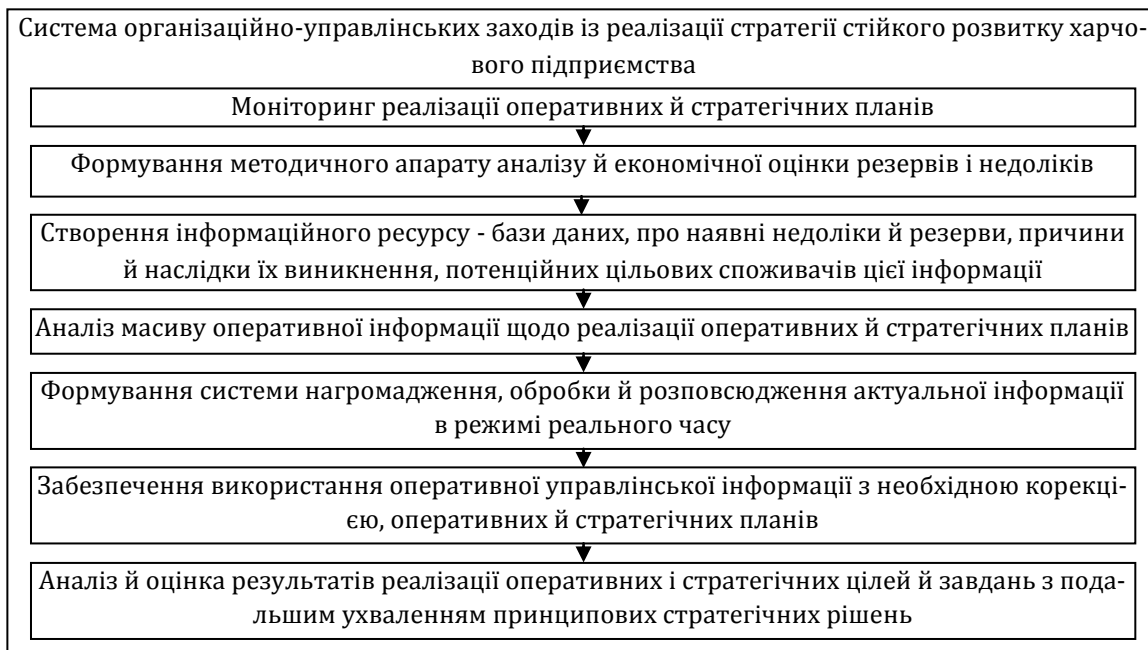 Система організаційно-управлінських заходів із реалізації стратегії стійкого розвитку харчо-
вого підприємства
Моніторинг реалізації оперативних й стратегічних планів
Формування методичного апарату аналізу й економічної оцінки резервів і недоліків
Створення інформаційного ресурсу - бази даних, про наявні недоліки й резерви, причини
й наслідки їх виникнення, потенційних цільових споживачів цієї інформації
Аналіз масиву оперативної інформації щодо реалізації оперативних й стратегічних планів
Формування системи нагромадження, обробки й розповсюдження актуальної інформації
в режимі реального часу
Забезпечення використання оперативної управлінської інформації з необхідною корекці-
єю, оперативних й стратегічних планів
Аналіз й оцінка результатів реалізації оперативних і стратегічних цілей й завдань з пода-
льшим ухваленням принципових стратегічних рішень